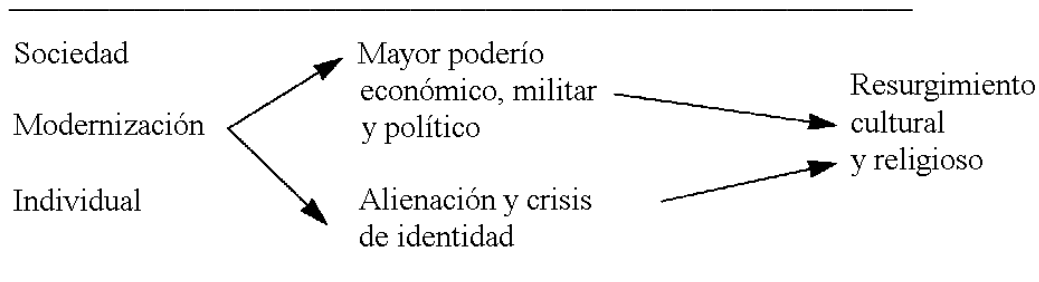 Sociedad
Modernización
Individual
Mayor poderío
económico, militar
y político
Alienación y crisis
de identidad
Resurgimiento
cultural
y religioso